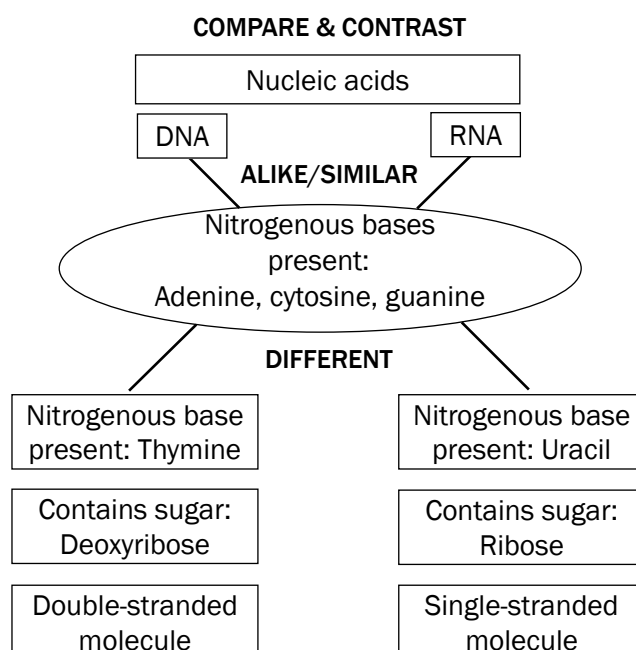 COMPARE & CONTRAST
Nucleic acids
DNA
RNA
ALIKE/SIMILAR
Nitrogenous bases
present:
Adenine, cytosine, guanine
DIFFERENT
Nitrogenous base
present: Thymine
Nitrogenous base
present: Uracil
Contains sugar:
Deoxyribose
Contains sugar:
Ribose
Double-stranded
molecule
Single-stranded
molecule